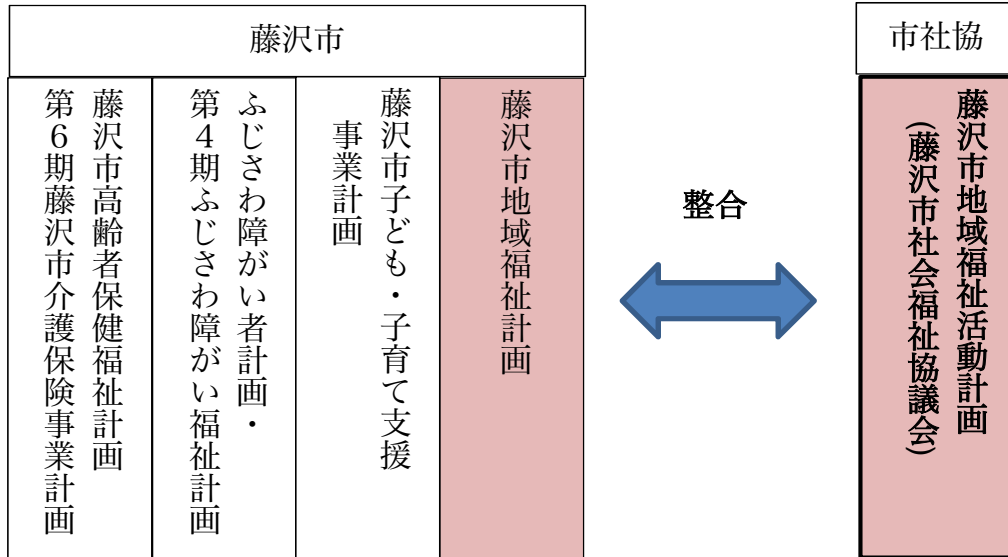 藤沢市
藤沢市高齢者保健福祉計画
第６期藤沢市介護保険事業計画
ふじさわ障がい者計画・
第４期ふじさわ障がい福祉計画
藤沢市子ども・子育て支援
事業計画
藤沢市地域福祉計画
整合
市社協
藤沢市地域福祉活動計画
(藤沢市社会福祉協議会)